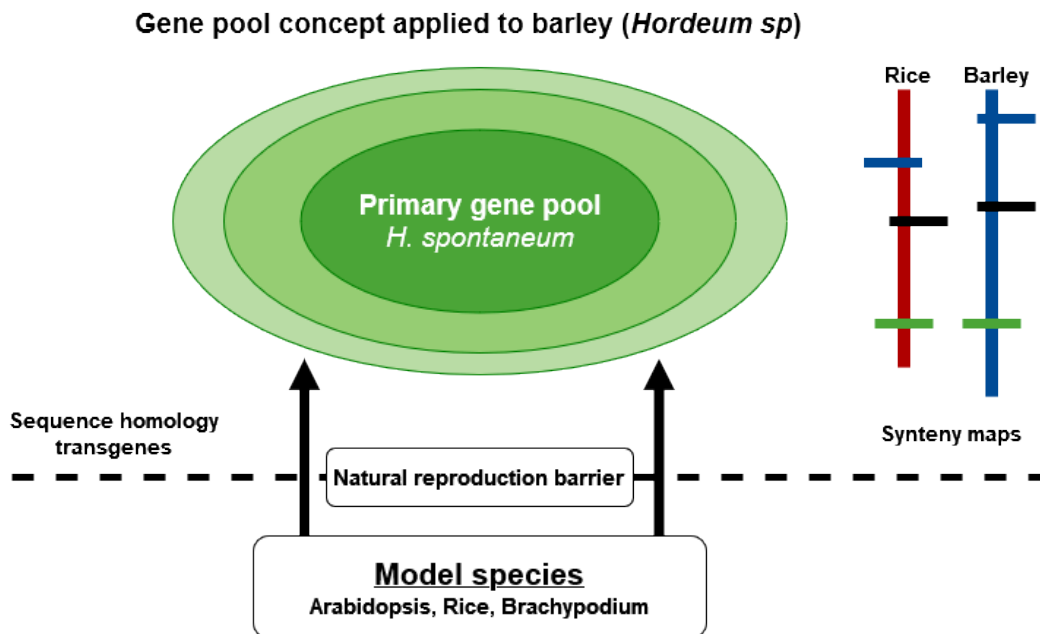 Gene pool concept applied to barley (Hordeum sp)
Rice
Barley
Primary gene pool
H. spontaneum
Sequence homology
transgenes
Synteny maps
Natural reproduction barrier
Model species
Arabidopsis, Rice, Brachypodium